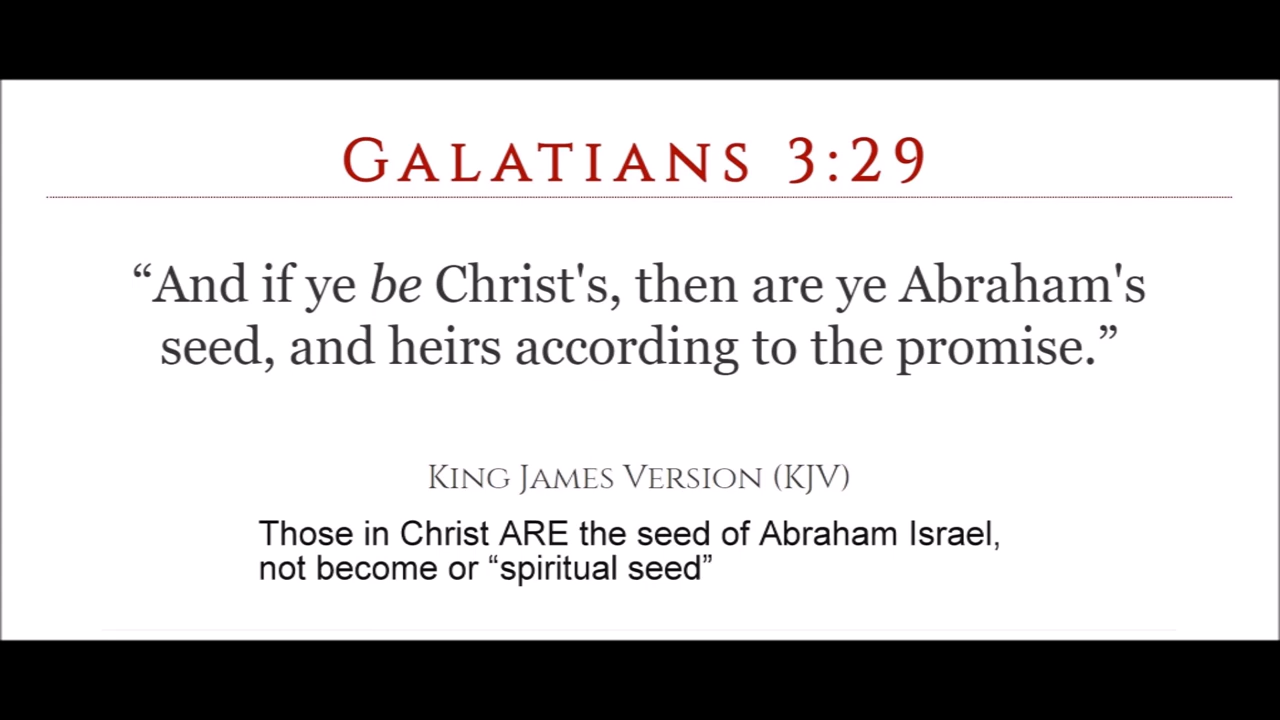 GALATIANS 3:29
“And if ye be Christ's, then are ye Abraham's
seed, and heirs according to the promise.”
KING JAMES VERSION (KJV)
Those in Christ ARE the seed of Abraham Israel,
not become or “spiritual seed”